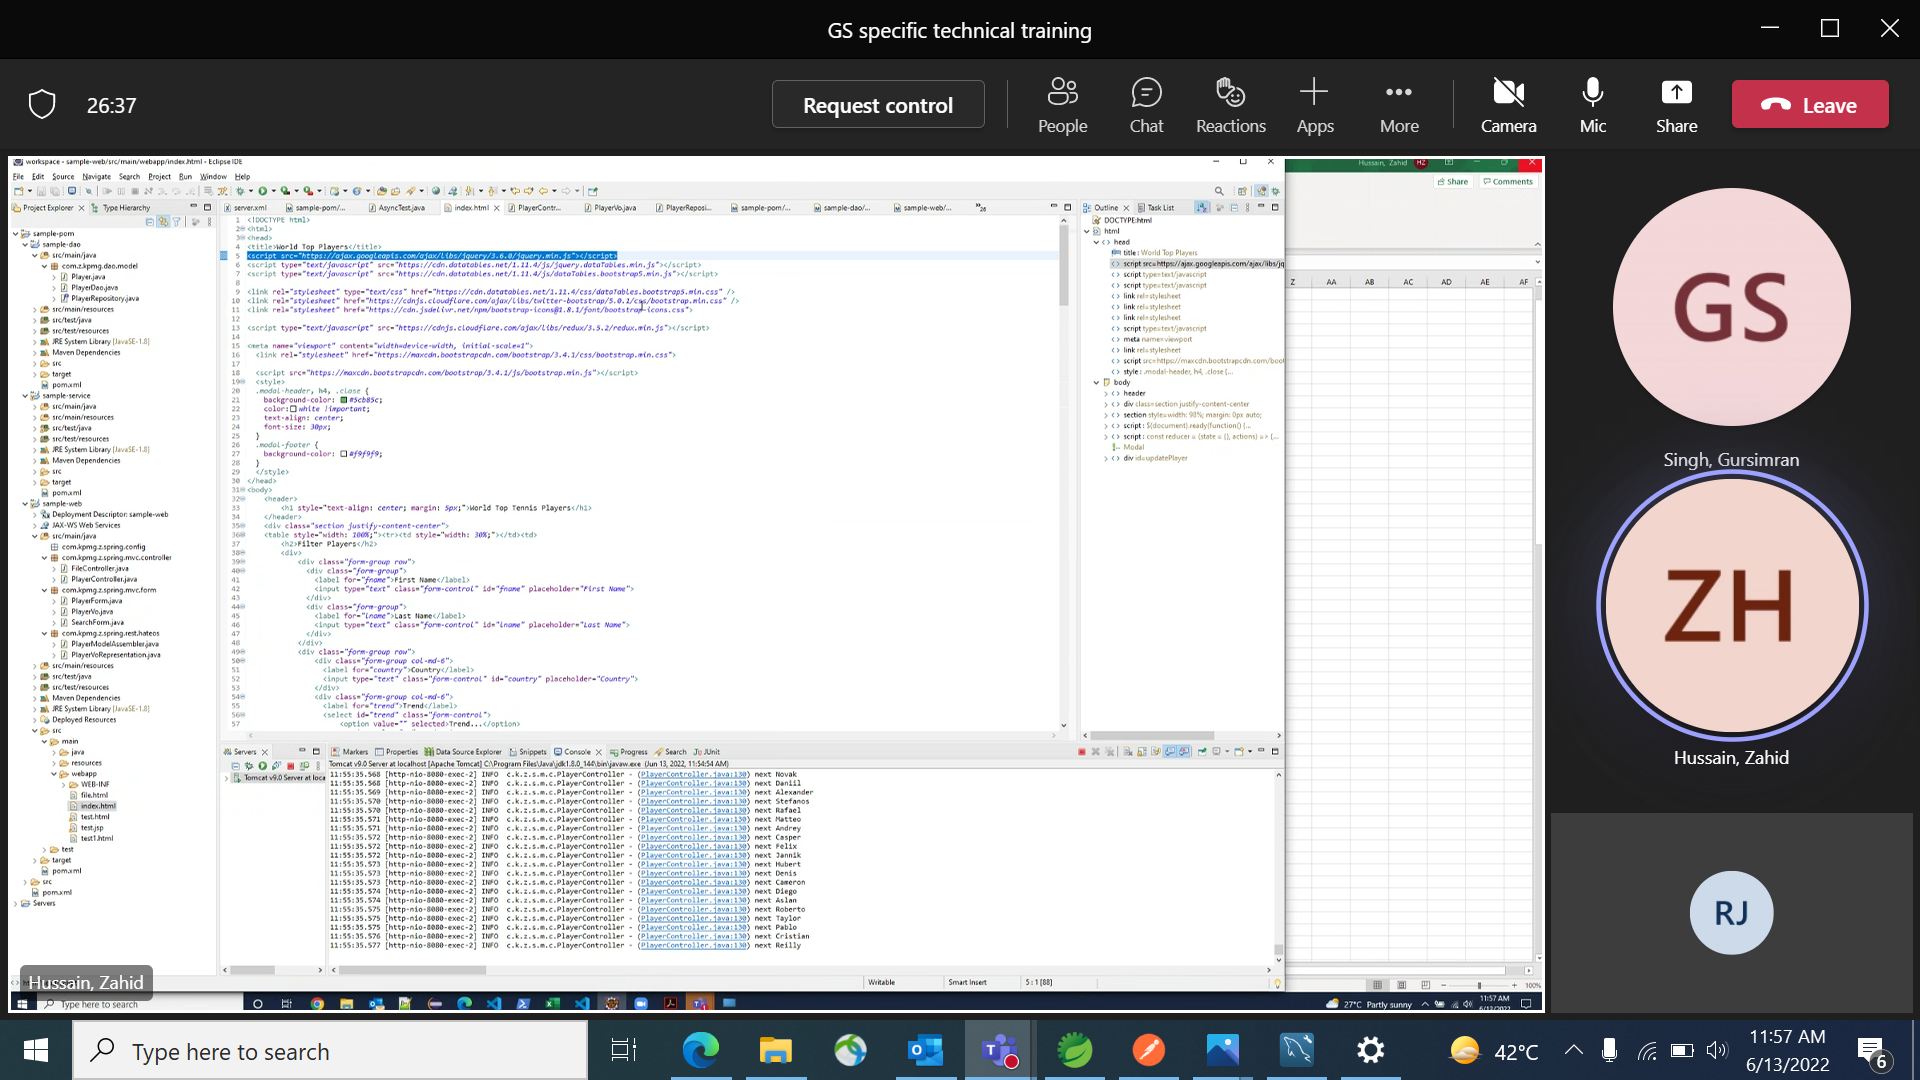 GS specific technical training
26:37
Request control
People
Chat
Reactions
Apps
More
Camera
Mic
Share
Leave
workspace - sample-web/src/main/webapp/index.html - Eclipse IDE
File Edit Source Navigate Search Project Run Window Help
Project Explorer
Type Hierarchy
sample-pom
sample-dao
src/main/java
com.z.kpmg.dao.model
Player.java
PlayerDao.java
PlayerRepository.java
src/main/resources
src/test/java
src/test/resources
JRE System Library [JavaSE-1.8]
Maven Dependencies
src
target
pom.xml
sample-service
src/main/java
src/main/resources
src/test/java
src/test/resources
JRE System Library [JavaSE-1.8]
Maven Dependencies
src
target
pom.xml
sample-web
Deployment Descriptor: sample-web
JAX-WS Web Services
src/main/java
com.kpmg.z.spring.config
com.kpmg.z.spring.mvc.controller
FileController.java
PlayerController.java
com.kpmg.z.spring.mvc.form
PlayerForm.java
PlayerVo.java
SearchForm.java
com.kpmg.z.spring.rest.hateos
PlayerModelAssembler.java
PlayerVoRepresentation.java
src/main/resources
src/test/java
src/test/resources
Maven Dependencies
JRE System Library [JavaSE-1.8]
Deployed Resources
src
main
java
resources
webapp
WEB-INF
file.html
index.html
test.html
test.jsp
test1.html
test
target
pom.xml
src
pom.xml
Servers
server.xml
sample-pom/...
AsyncTest.java
index.html
PlayerContr...
PlayerVo.java
PlayerReposi...
sample-pom/...
sample-dao/...
sample-web/...
1 <!DOCTYPE html>
2 <html>
3 <head>
4 <title>World Top Players</title>
5 <script src="https://ajax.googleapis.com/ajax/libs/jquery/3.6.0/jquery.min.js"></script>
6 <script type="text/javascript" src="https://cdn.datatables.net/1.11.4/js/jquery.dataTables.min.js"></script>
7 <script type="text/javascript" src="https://cdn.datatables.net/1.11.4/js/dataTables.bootstrap5.min.js"></script>
8
9 <link rel="stylesheet" type="text/css" href="https://cdn.datatables.net/1.11.4/css/dataTables.bootstrap5.min.css" />
10 <link rel="stylesheet" href="https://cdnjs.cloudflare.com/ajax/libs/twitter-bootstrap/5.0.1/css/bootstrap.min.css" />
11 <link rel="stylesheet" href="https://cdn.jsdelivr.net/npm/bootstrap-icons@1.8.1/font/bootstrap-icons.css">
12
13 <script type="text/javascript" src="https://cdnjs.cloudflare.com/ajax/libs/redux/3.5.2/redux.min.js"></script>
14
15 <meta name="viewport" content="width=device-width, initial-scale=1">
16 <link rel="stylesheet" href="https://maxcdn.bootstrapcdn.com/bootstrap/3.4.1/css/bootstrap.min.css">
17
18 <script src="https://maxcdn.bootstrapcdn.com/bootstrap/3.4.1/js/bootstrap.min.js"></script>
19 <style>
20 .modal-header, h4, .close {
21 background-color: #5cb85c;
22 color: white !important;
23 text-align: center;
24 font-size: 30px;
25 }
26 .modal-footer {
27 background-color: #f9f9f9;
28 }
29 </style>
30 </head>
31 <body>
32 <header>
33 <h1 style="text-align: center; margin: 5px;">World Top Tennis Players</h1>
34 </header>
35 <div class="section justify-content-center">
36 <table style="width: 100%;"><tr><td style="width: 30%;"></td><td>
37 <h2>Filter Players</h2>
38 <div>
39 <div class="form-group row">
40 <div class="form-group">
41 <label for="fname">First Name</label>
42 <input type="text" class="form-control" id="fname" placeholder="First Name">
43 </div>
44 <div class="form-group">
45 <label for="lname">Last Name</label>
46 <input type="text" class="form-control" id="lname" placeholder="Last Name">
47 </div>
48 </div>
49 <div class="form-group row">
50 <div class="form-group col-md-6">
51 <label for="country">Country</label>
52 <input type="text" class="form-control" id="country" placeholder="Country">
53 </div>
54 <div class="form-group col-md-6">
55 <label for="trend">Trend</label>
56 <select id="trend" class="form-control">
57 <option value="" selected>Trend...</option>
Outline
Task List
DOCTYPE:html
html
head
title: World Top Players
script src=https://ajax.googleapis.com/ajax/libs/jq
script type=text/javascript
script type=text/javascript
link rel=stylesheet
link rel=stylesheet
link rel=stylesheet
script type=text/javascript
meta name=viewport
link rel=stylesheet
script src=https://maxcdn.bootstrapcdn.com/boot
style : .modal-header, h4, .close {...
body
header
div class=section justify-content-center
section style=width: 98%; margin: 0px auto;
script : $(document).ready(function() {...
script : const reducer = (state = {}, actions) => {...
Modal
div id=updatePlayer
Servers
Tomcat v9.0 Server at loca
Markers
Properties
Data Source Explorer
Snippets
Console
Progress
Search
JUnit
Tomcat v9.0 Server at localhost [Apache Tomcat] C:\Program Files\Java\jdk1.8.0_144\bin\javaw.exe (Jun 13, 2022, 11:54:54 AM)
11:55:35.568 [http-nio-8080-exec-2] INFO c.k.z.s.m.c.PlayerController - (PlayerController.java:130) next Novak
11:55:35.568 [http-nio-8080-exec-2] INFO c.k.z.s.m.c.PlayerController - (PlayerController.java:130) next Daniil
11:55:35.569 [http-nio-8080-exec-2] INFO c.k.z.s.m.c.PlayerController - (PlayerController.java:130) next Alexander
11:55:35.570 [http-nio-8080-exec-2] INFO c.k.z.s.m.c.PlayerController - (PlayerController.java:130) next Stefanos
11:55:35.570 [http-nio-8080-exec-2] INFO c.k.z.s.m.c.PlayerController - (PlayerController.java:130) next Rafael
11:55:35.571 [http-nio-8080-exec-2] INFO c.k.z.s.m.c.PlayerController - (PlayerController.java:130) next Matteo
11:55:35.571 [http-nio-8080-exec-2] INFO c.k.z.s.m.c.PlayerController - (PlayerController.java:130) next Andrey
11:55:35.572 [http-nio-8080-exec-2] INFO c.k.z.s.m.c.PlayerController - (PlayerController.java:130) next Casper
11:55:35.572 [http-nio-8080-exec-2] INFO c.k.z.s.m.c.PlayerController - (PlayerController.java:130) next Felix
11:55:35.572 [http-nio-8080-exec-2] INFO c.k.z.s.m.c.PlayerController - (PlayerController.java:130) next Jannik
11:55:35.573 [http-nio-8080-exec-2] INFO c.k.z.s.m.c.PlayerController - (PlayerController.java:130) next Hubert
11:55:35.573 [http-nio-8080-exec-2] INFO c.k.z.s.m.c.PlayerController - (PlayerController.java:130) next Denis
11:55:35.573 [http-nio-8080-exec-2] INFO c.k.z.s.m.c.PlayerController - (PlayerController.java:130) next Cameron
11:55:35.574 [http-nio-8080-exec-2] INFO c.k.z.s.m.c.PlayerController - (PlayerController.java:130) next Diego
11:55:35.574 [http-nio-8080-exec-2] INFO c.k.z.s.m.c.PlayerController - (PlayerController.java:130) next Aslan
11:55:35.575 [http-nio-8080-exec-2] INFO c.k.z.s.m.c.PlayerController - (PlayerController.java:130) next Roberto
11:55:35.575 [http-nio-8080-exec-2] INFO c.k.z.s.m.c.PlayerController - (PlayerController.java:130) next Taylor
11:55:35.575 [http-nio-8080-exec-2] INFO c.k.z.s.m.c.PlayerController - (PlayerController.java:130) next Pablo
11:55:35.576 [http-nio-8080-exec-2] INFO c.k.z.s.m.c.PlayerController - (PlayerController.java:130) next Cristian
11:55:35.577 [http-nio-8080-exec-2] INFO c.k.z.s.m.c.PlayerController - (PlayerController.java:130) next Reilly
Writable
Smart Insert
5 : 1 [88]
Hussain, Zahid
HZ
Share
Comments
Z AA AB AC AD AE AF
100%
Hussain, Zahid
Type here to search
27°C Partly sunny
11:57 AM
6/13/2022
GS
Singh, Gursimran
ZH
Hussain, Zahid
RJ
Type here to search
42°C
11:57 AM
6/13/2022
6